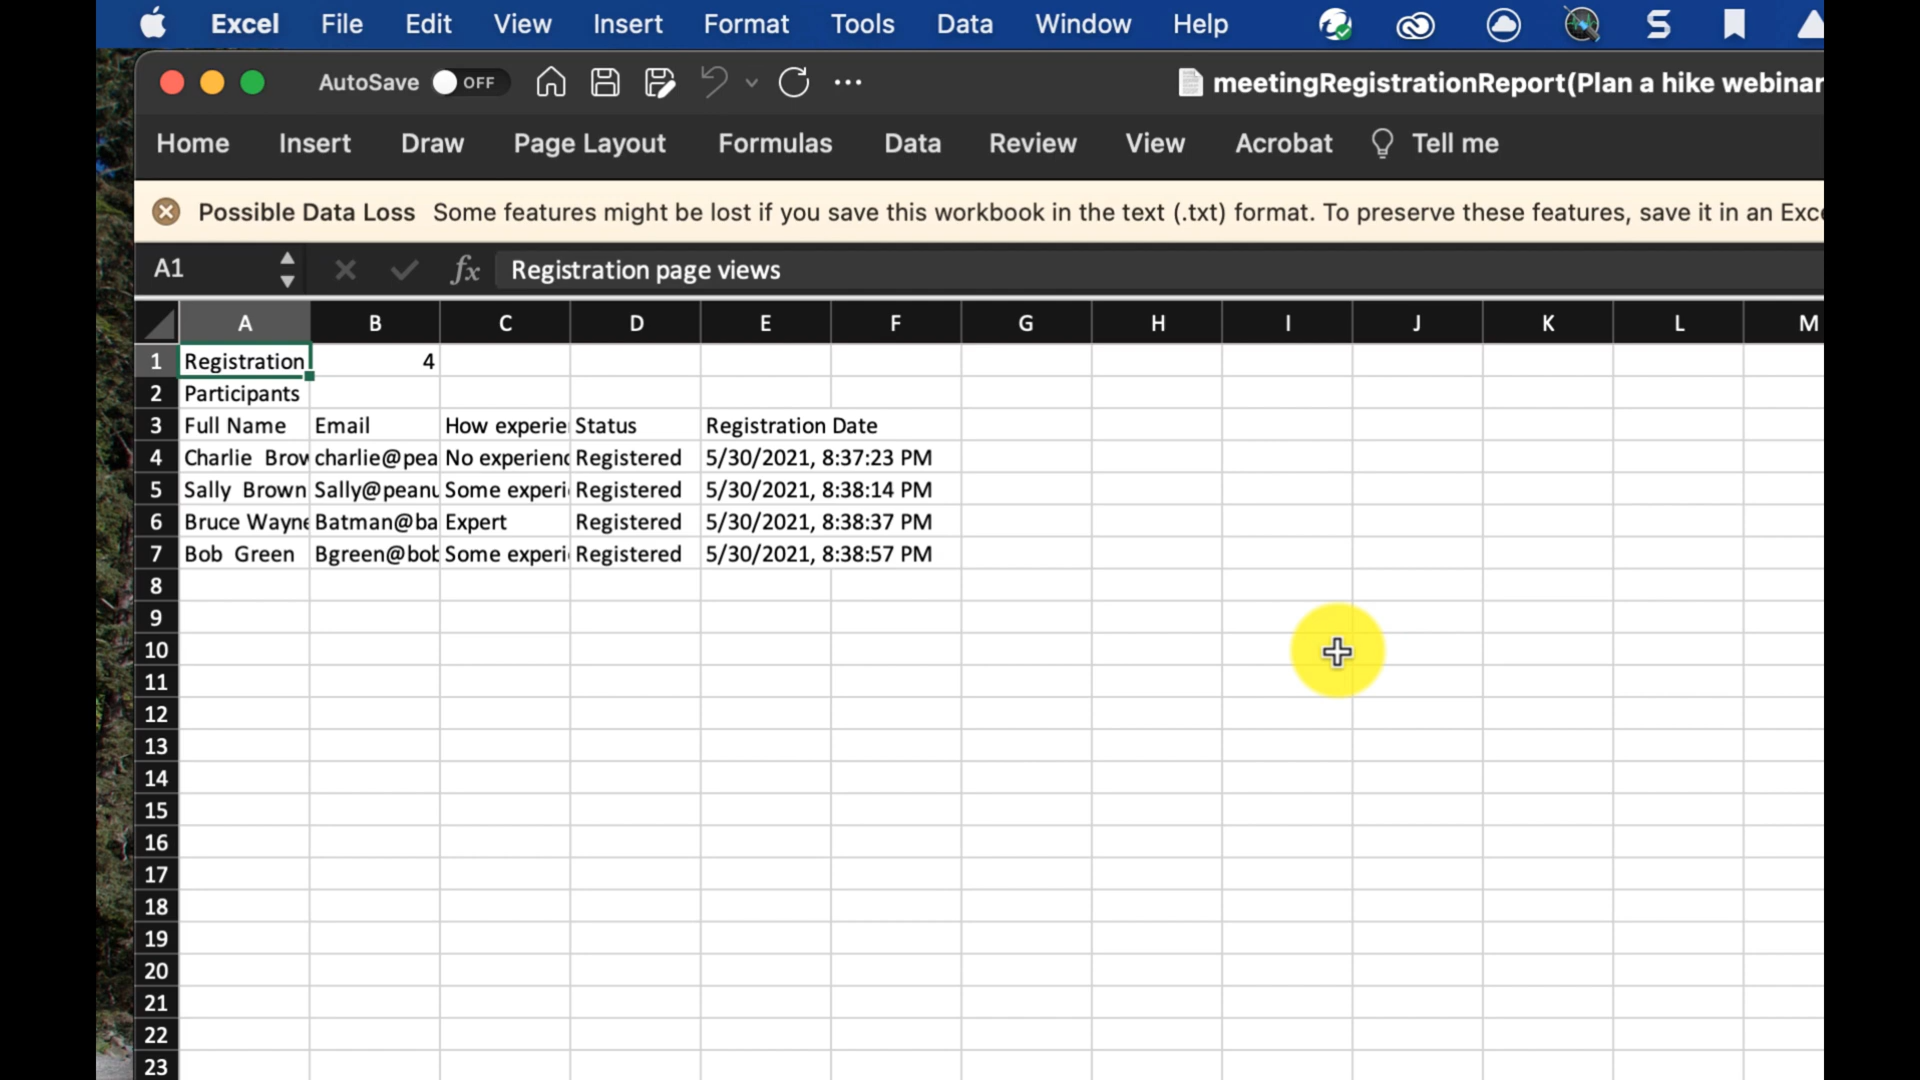 Excel File Edit View Insert Format Tools Data Window Help
AutoSave OFF meetingRegistrationReport(Plan a hike webinar
Home Insert Draw Page Layout Formulas Data Review View Acrobat Tell me
Possible Data Loss Some features might be lost if you save this workbook in the text (.txt) format. To preserve these features, save it in an Exc
A1 fx Registration page views
A B C D E F G H I J K L M
1 Registration 4
2 Participants
3 Full Name Email How experie Status Registration Date
4 Charlie Brow charlie@pea No experienc Registered 5/30/2021, 8:37:23 PM
5 Sally Brown Sally@peanu Some experi Registered 5/30/2021, 8:38:14 PM
6 Bruce Wayne Batman@ba Expert Registered 5/30/2021, 8:38:37 PM
7 Bob Green Bgreen@bob Some experi Registered 5/30/2021, 8:38:57 PM
8
9
10
11
12
13
14
15
16
17
18
19
20
21
22
23